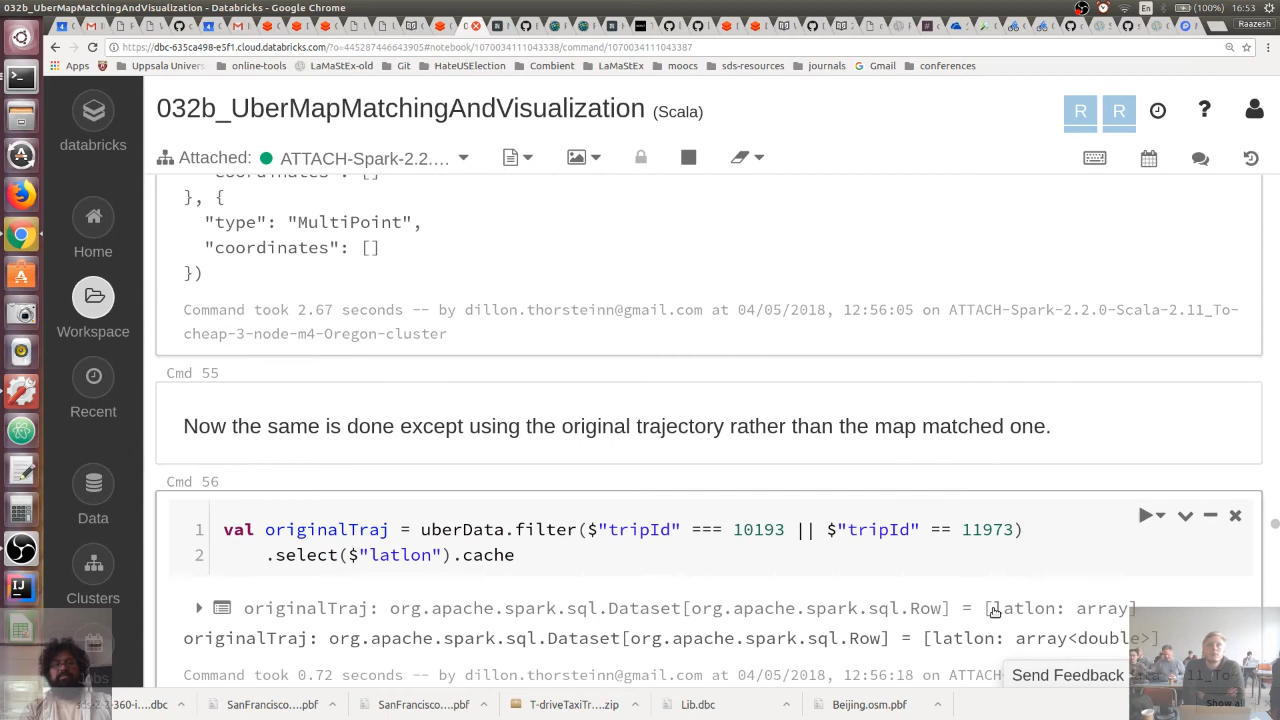 032b_UberMapMatchingAndVisualization - Databricks - Google Chrome
En
16:53
Raazesh
https://dbc-635ca498-e5f1.cloud.databricks.com/?o=445287446643905#notebook/1070034111043338/command/1070034111043387
Apps
Uppsala Univers
online-tools
LaMaStEx-old
Git
HateUSElection
Combient
LaMaSTEx
moocs
sds-resources
journals
Gmail
conferences
032b_UberMapMatchingAndVisualization (Scala)
R
R
databricks
Attached: ATTACH-Spark-2.2....
Home
Workspace
Recent
Data
Clusters
"coordinates": []
}, {
"type": "MultiPoint",
"coordinates": []
})
Command took 2.67 seconds -- by dillon.thorsteinn@gmail.com at 04/05/2018, 12:56:05 on ATTACH-Spark-2.2.0-Scala-2.11_To-
cheap-3-node-m4-Oregon-cluster
Cmd 55
Now the same is done except using the original trajectory rather than the map matched one.
Cmd 56
1 val originalTraj = uberData.filter($"tripId" === 10193 || $"tripId" == 11973)
2 .select($"latlon").cache
originalTraj: org.apache.spark.sql.Dataset[org.apache.spark.sql.Row] = [latlon: array]
originalTraj: org.apache.spark.sql.Dataset[org.apache.spark.sql.Row] = [latlon: array<double>]
Command took 0.72 seconds -- by dillon.thorsteinn@gmail.com at 04/05/2018, 12:56:18 on ATTACH
Send Feedback
SanFrancisco....pbf
SanFrancisco....pbf
T-driveTaxiTr....zip
Lib.dbc
Beijing.osm.pbf
Show all